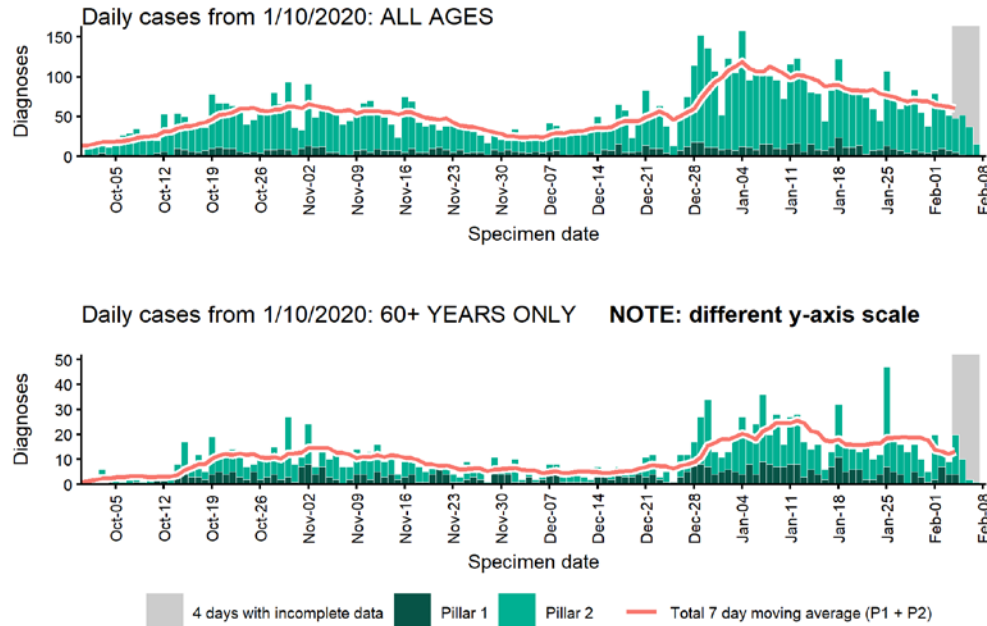 Daily cases from 1/10/2020: ALL AGES
Diagnoses
150
100
50
0
Oct-05
Oct-12
Oct-19
Oct-26
Nov-02
Nov-09
Nov-16
Nov-23
Nov-30
Dec-07
Dec-14
Dec-21
Dec-28
Jan-04
Jan-11
Jan-18
Jan-25
Feb-01
Feb-08
Specimen date
Daily cases from 1/10/2020: 60+ YEARS ONLY NOTE: different y-axis scale
Diagnoses
50
40
30
20
10
0
Oct-05
Oct-12
Oct-19
Oct-26
Nov-02
Nov-09
Nov-16
Nov-23
Nov-30
Dec-07
Dec-14
Dec-21
Dec-28
Jan-04
Jan-11
Jan-18
Jan-25
Feb-01
Feb-08
Specimen date
4 days with incomplete data Pillar 1 Pillar 2 Total 7 day moving average (P1 + P2)